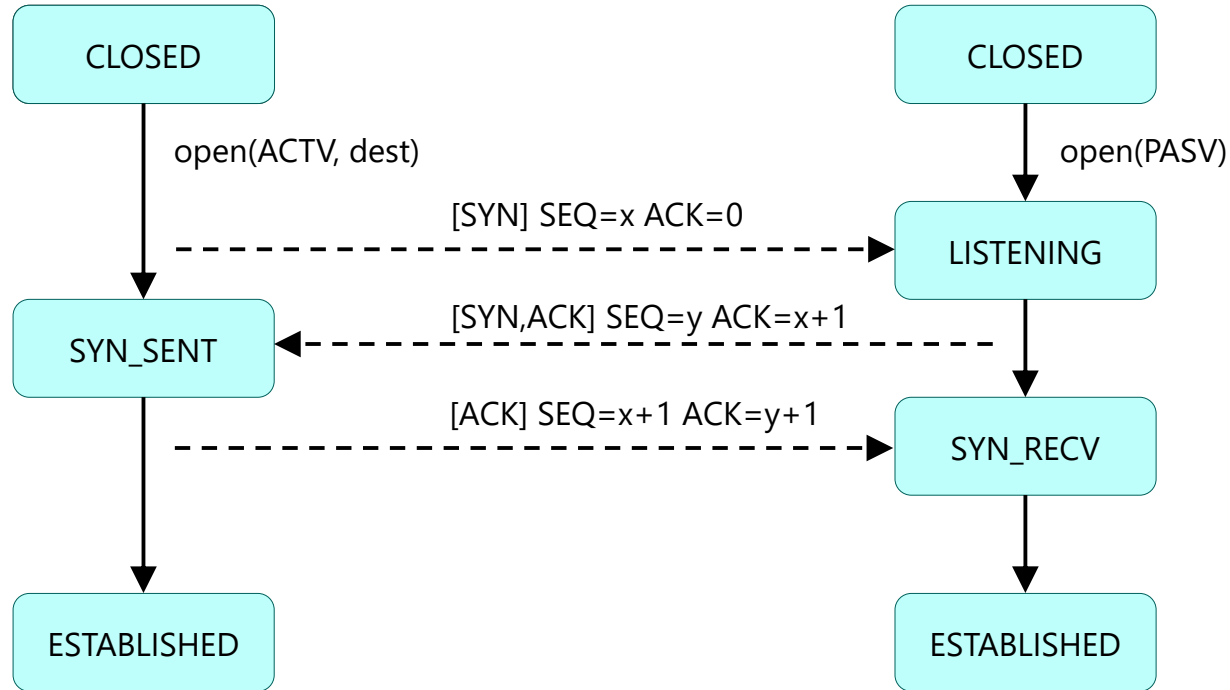 CLOSED
CLOSED
open(ACTV, dest)
open(PASV)
[SYN] SEQ=x ACK=0
LISTENING
[SYN,ACK] SEQ=y ACK=x+1
SYN_SENT
[ACK] SEQ=x+1 ACK=y+1
SYN_RECV
ESTABLISHED
ESTABLISHED